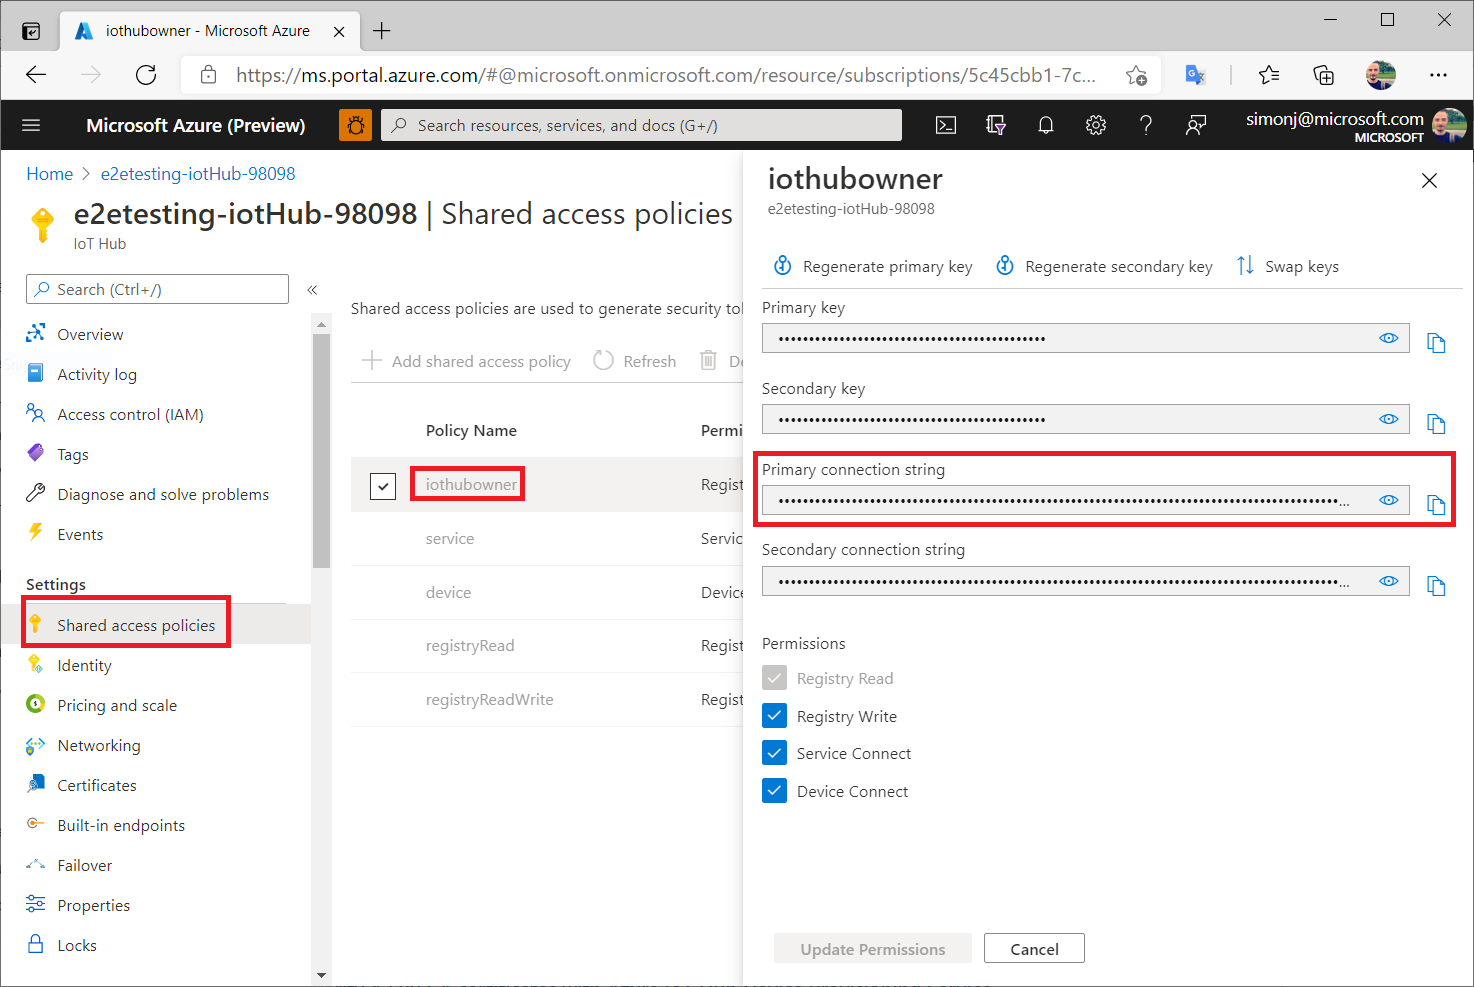 iothubowner - Microsoft Azure
https://ms.portal.azure.com/#@microsoft.onmicrosoft.com/resource/subscriptions/5c45cbb1-7c...
Microsoft Azure (Preview)
Search resources, services, and docs (G+/)
simonj@microsoft.com
MICROSOFT
Home > e2etesting-iotHub-98098
e2etesting-iotHub-98098 | Shared access policies
IoT Hub
Search (Ctrl+/)
«
Overview
Activity log
Access control (IAM)
Tags
Diagnose and solve problems
Events
Settings
Shared access policies
Identity
Pricing and scale
Networking
Certificates
Built-in endpoints
Failover
Properties
Locks
Shared access policies are used to generate security tol
Add shared access policy
Refresh
De
Policy Name
Permi
iothubowner
Regist
service
Servic
device
Device
registryRead
Regist
registryReadWrite
Regist
iothubowner
e2etesting-iotHub-98098
Regenerate primary key
Regenerate secondary key
Swap keys
Primary key
Secondary key
Primary connection string
Secondary connection string
Permissions
Registry Read
Registry Write
Service Connect
Device Connect
Update Permissions
Cancel